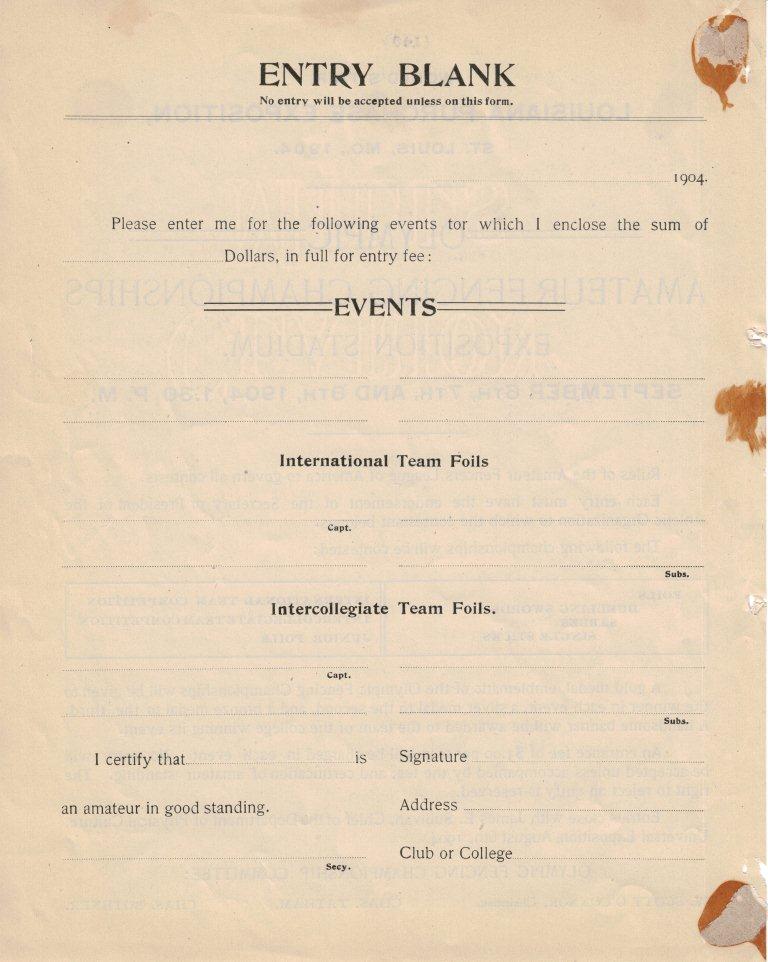 ENTRY BLANK
No entry will be accepted unless on this form.
1904.
Please enter me for the following events tor which I enclose the sum of
Dollars, in full for entry fee:
EVENTS
International Team Foils
Capt.
Subs.
Intercollegiate Team Foils.
Capt.
Subs.
I certify that is
an amateur in good standing.
Secy.
Signature
Address
Club or College